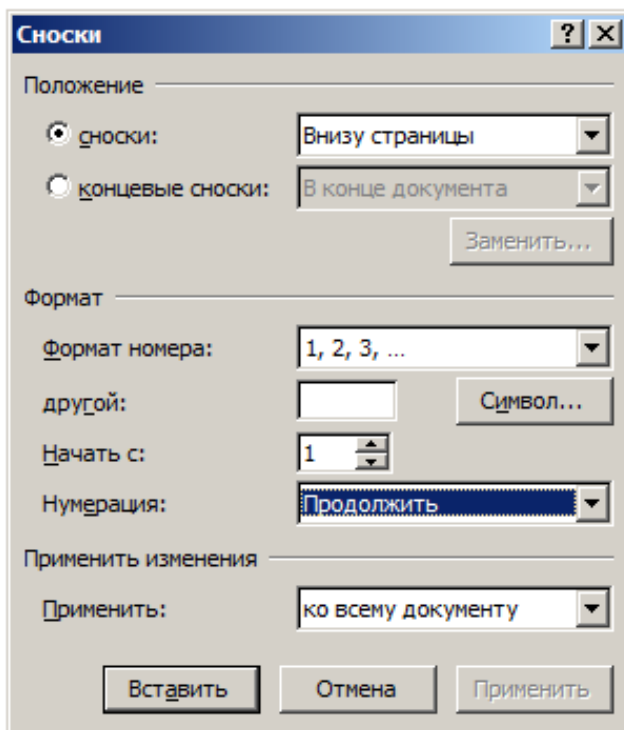 Сноски
Положение
сноски: Внизу страницы
концевые сноски: В конце документа
Заменить...
Формат
Формат номера: 1, 2, 3, ...
другой: Символ...
Начать с: 1
Нумерация: Продолжить
Применить изменения
Применить: ко всему документу
Вставить Отмена Применить